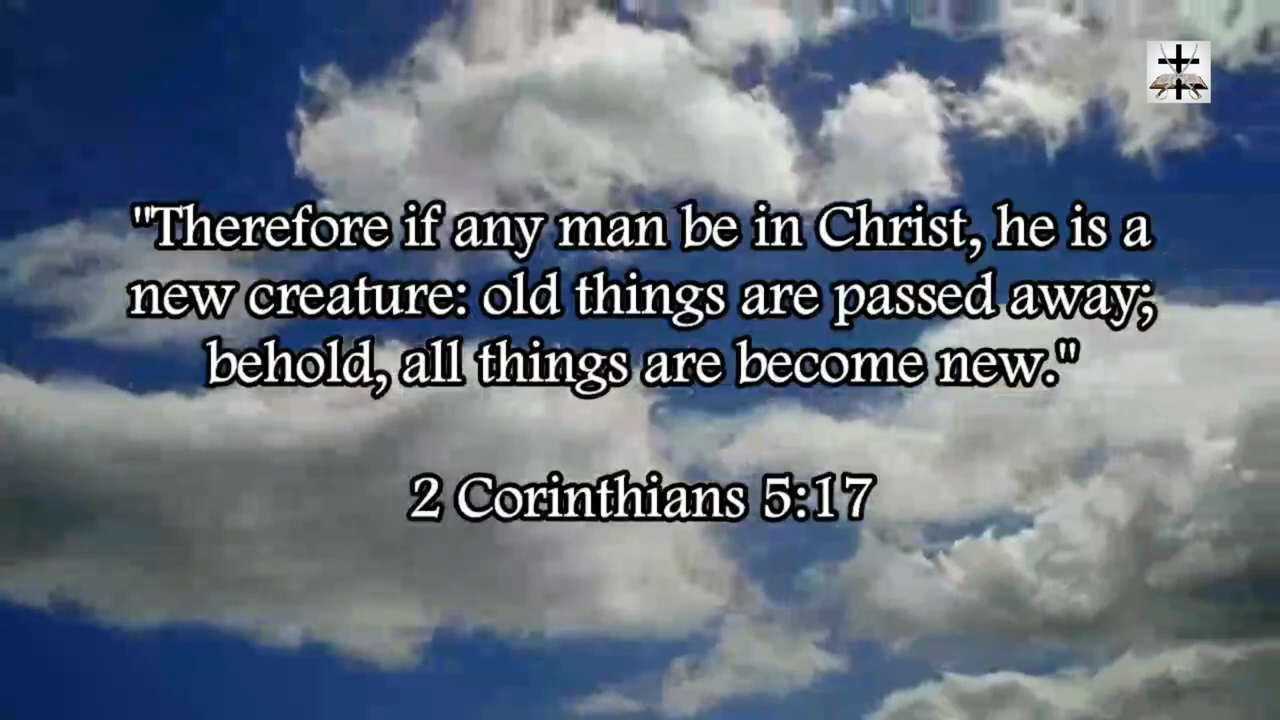 "Therefore if any man be in Christ, he is a
new creature: old things are passed away;
behold, all things are become new."
2 Corinthians 5:17